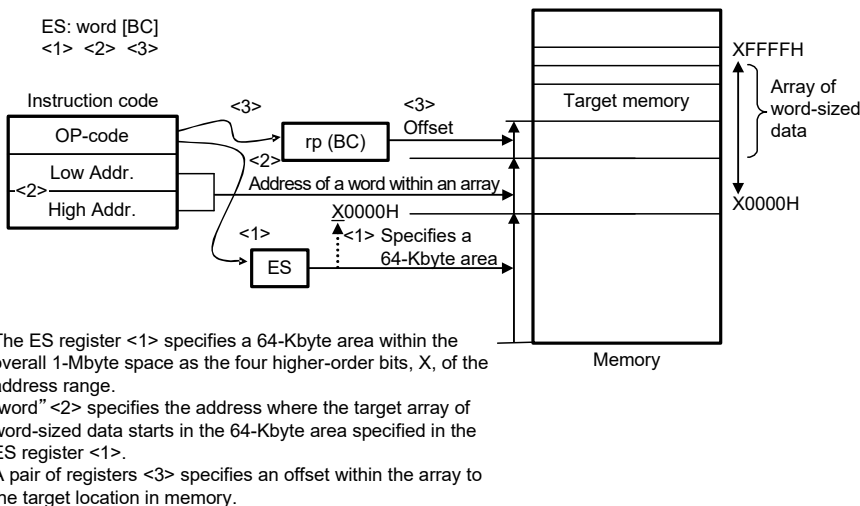 ES: word [BC]
<1> <2> <3>
XFFFFH
Array of
word-sized
data
Instruction code
<3>
<3>
Target memory
OP-code
rp (BC)
Offset
<2>
Low Addr.
<2>
Address of a word within an array
High Addr.
X0000H
X0000H
<1>
<1> Specifies a
64-Kbyte area
ES
Memory
The ES register <1> specifies a 64-Kbyte area within the
overall 1-Mbyte space as the four higher-order bits, X, of the
address range.
word” <2> specifies the address where the target array of
word-sized data starts in the 64-Kbyte area specified in the
ES register <1>.
A pair of registers <3> specifies an offset within the array to
the target location in memory.